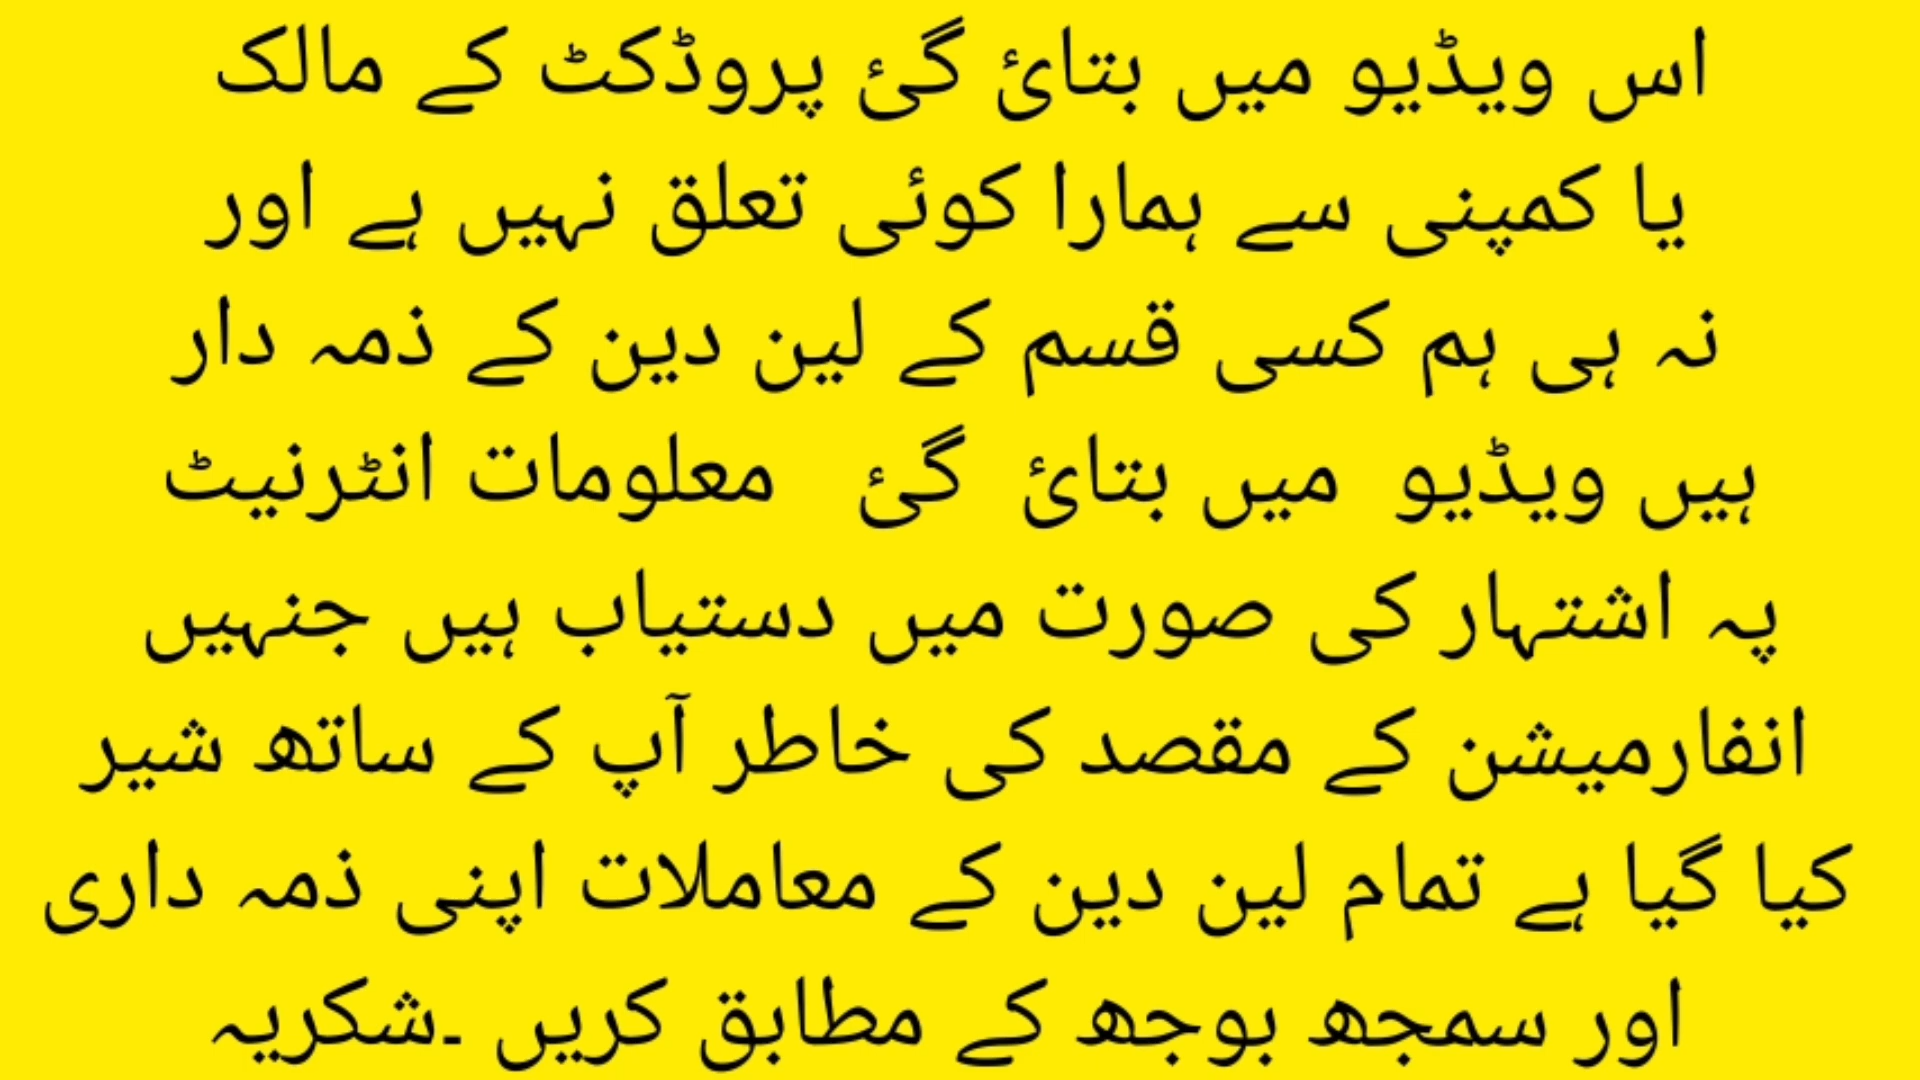 اس ویڈیو میں بتائ گئ پروڈکٹ کے مالک
یا کمپنی سے ہمارا کوئی تعلق نہیں ہے اور
نہ ہی ہم کسی قسم کے لین دین کے ذمہ دار
ہیں ویڈیو میں بتائ گئ معلومات انٹرنیٹ
پہ اشتہار کی صورت میں دستیاب ہیں جنہیں
انفارمیشن کے مقصد کی خاطر آپ کے ساتھ شیر
کیا گیا ہے تمام لین دین کے معاملات اپنی ذمہ داری
اور سمجھ بوجھ کے مطابق کریں ۔شکریہ